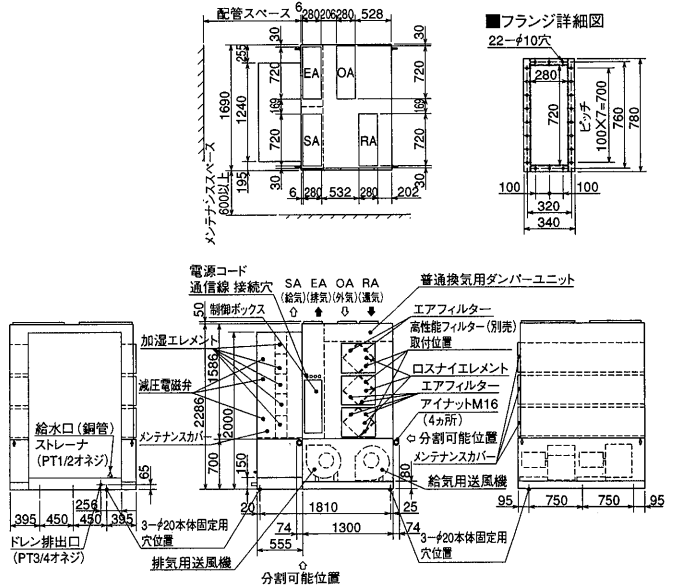 配管スペース
6
280 206 280 528
30
255
720
1690
1240
169
720
195
30
600以上
メンテナンススペース
EA
OA
SA
RA
30
720
169
720
30
6 280 532 280 202
■フランジ詳細図
22ーφ10穴
280
720
ピッチ
100×7=700
760
780
100 100
320
340
電源コード
通信線 接続穴
制御ボックス
SA EA OA RA
(給気) (排気) (外気) (還気)
普通換気用ダンパーユニット
エアフィルター
高性能フィルター(別売)
取付位置
ロスナイエレメント
エアフィルター
アイナットM16
(4ヵ所)
分割可能位置
メンテナンスカバー
給気用送風機
加湿エレメント
減圧電磁弁
メンテナンスカバー
給水口(銅管)
ストレーナ
(PT1/2オネジ)
50
1586
2286
2000
700
150
65
80
256
395 450 450 395
ドレン排出口
(PT3/4オネジ)
3ーφ20本体固定用
穴位置
20 1810 25
74 1300 74
555
排気用送風機
分割可能位置
3ーφ20本体固定用
穴位置
95 750 750 95